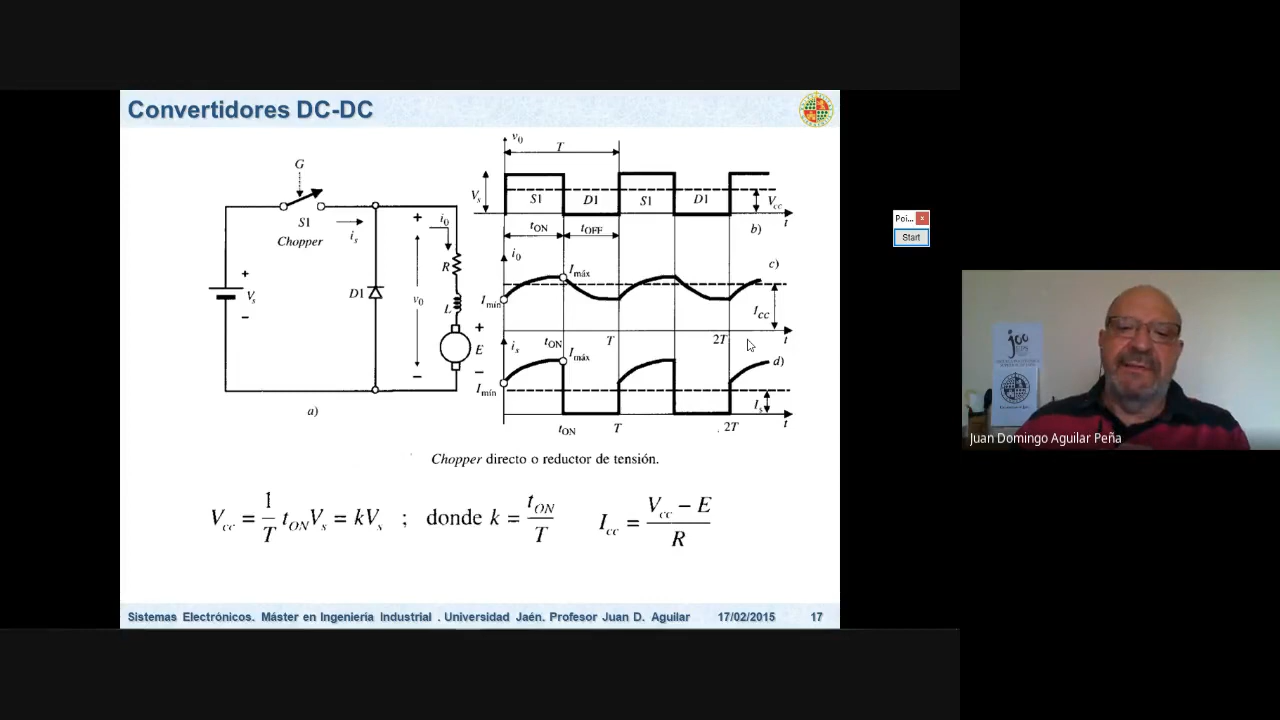 Convertidores DC-DC
G
S1
Chopper
is
+
Vs
−
D1
+
v0
−
i0
R
L
+
E
−
a)
v0
T
Vs
S1
D1
S1
D1
Vcc
t
tON
tOFF
b)
i0
c)
Imáx
Imín
Icc
tON
T
2T
t
is
Imáx
d)
Imín
Is
tON
T
2T
t
Chopper directo o reductor de tensión.
Vcc = 1/T tON Vs = kVs ; donde k = tON/T Icc = (Vcc − E)/R
Sistemas Electrónicos. Máster en Ingeniería Industrial . Universidad Jaén. Profesor Juan D. Aguilar 17/02/2015 17
Poi... x
Start
Juan Domingo Aguilar Peña